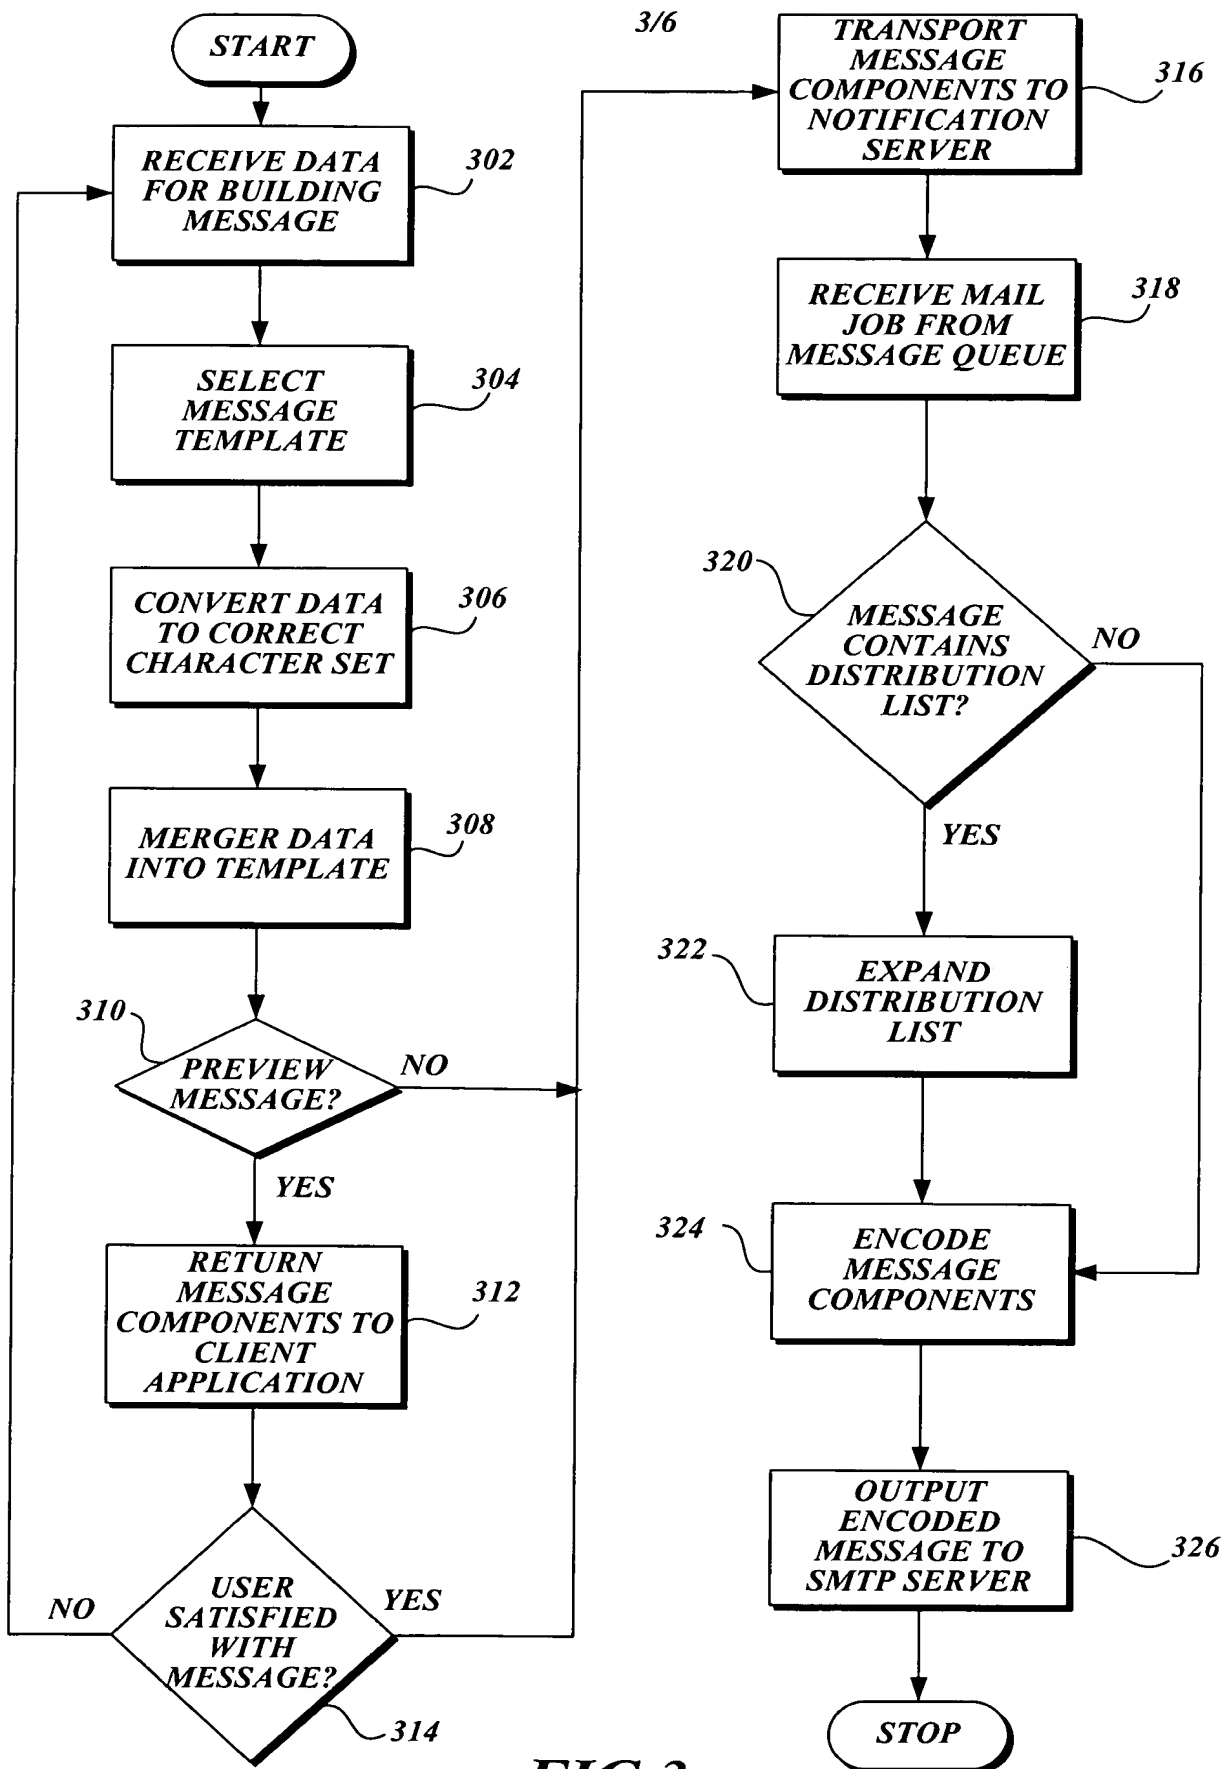 3/6
START
RECEIVE DATA
FOR BUILDING
MESSAGE
302
SELECT
MESSAGE
TEMPLATE
304
CONVERT DATA
TO CORRECT
CHARACTER SET
306
MERGER DATA
INTO TEMPLATE
308
310
PREVIEW
MESSAGE?
NO
YES
RETURN
MESSAGE
COMPONENTS TO
CLIENT
APPLICATION
312
USER
SATISFIED
WITH
MESSAGE?
NO
YES
314
TRANSPORT
MESSAGE
COMPONENTS TO
NOTIFICATION
SERVER
316
RECEIVE MAIL
JOB FROM
MESSAGE QUEUE
318
320
MESSAGE
CONTAINS
DISTRIBUTION
LIST?
NO
YES
322
EXPAND
DISTRIBUTION
LIST
324
ENCODE
MESSAGE
COMPONENTS
OUTPUT
ENCODED
MESSAGE TO
SMTP SERVER
326
STOP
FIG.3